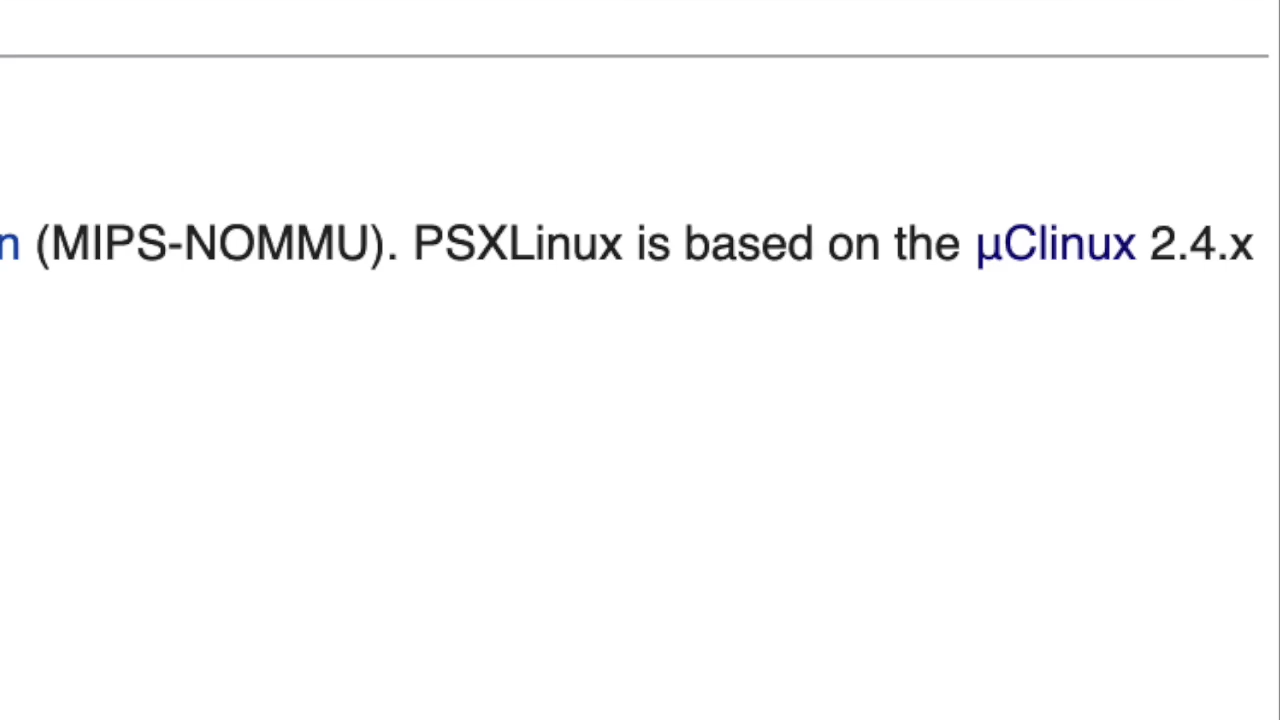 n (MIPS-NOMMU). PSXLinux is based on the µClinux 2.4.x